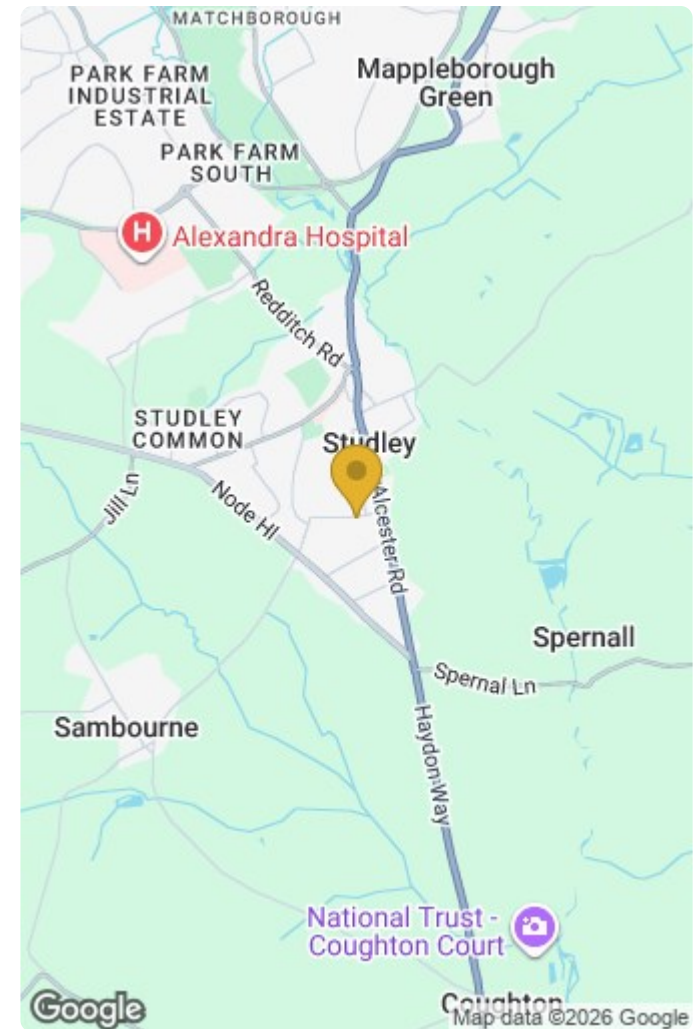 MATCHBOROUGH
PARK FARM
INDUSTRIAL
ESTATE
Mappleborough
Green
PARK FARM
SOUTH
H
Alexandra Hospital
Redditch Rd
STUDLEY
COMMON
Studley
Jill Ln
Node Hl
Alcester Rd
Spernall
Spernal Ln
Sambourne
Haydon Way
National Trust -
Coughton Court
Coughton
Google
Map data ©2026 Google